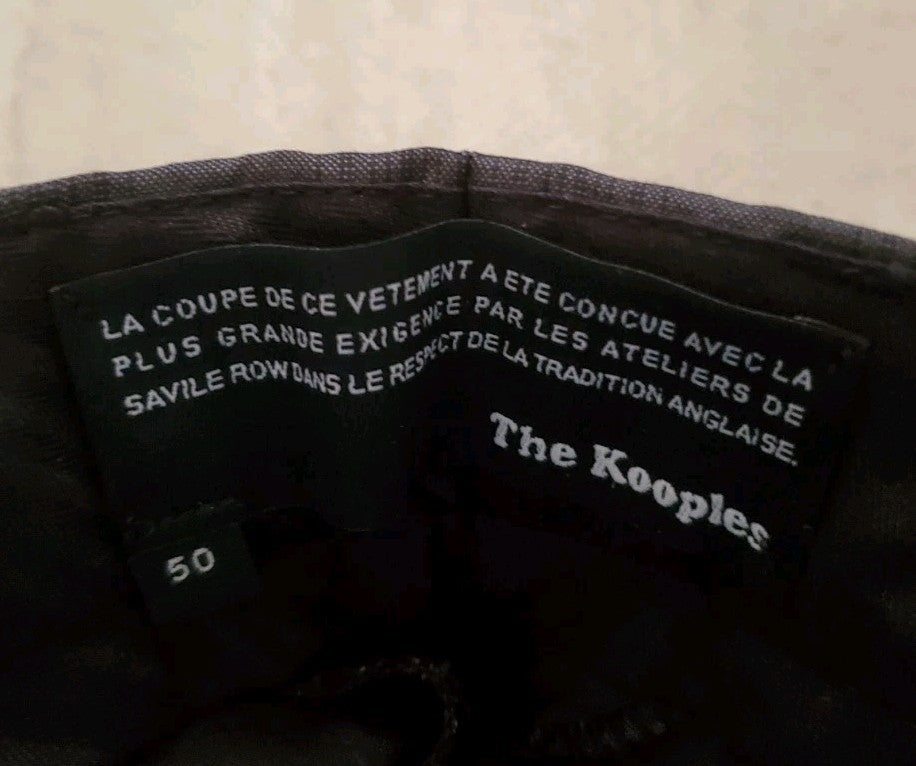 LA COUPE DE CE VETEMENT A ETE CONCUE AVEC LA
PLUS GRANDE EXIGENCE PAR LES ATELIERS DE
SAVILE ROW DANS LE RESPECT DE LA TRADITION ANGLAISE.
The Kooples
50